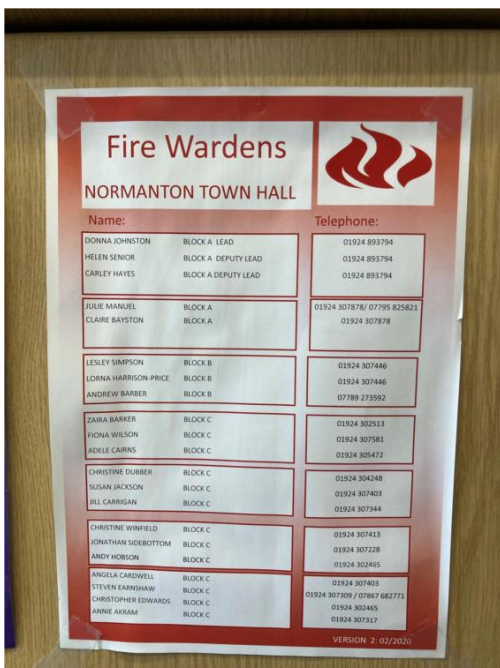 Fire Wardens
NORMANTON TOWN HALL
Name: Telephone:
DONNA JOHNSTON BLOCK A LEAD 01924 893794
HELEN SENIOR BLOCK A DEPUTY LEAD 01924 893794
CARLEY HAYES BLOCK A DEPUTY LEAD 01924 893794
JULIE MANUEL BLOCK A 01924 307878/ 07795 825821
CLAIRE BAYSTON BLOCK A 01924 307878
LESLEY SIMPSON BLOCK B 01924 307446
LORNA HARRISON-PRICE BLOCK B 01924 307446
ANDREW BARBER BLOCK B 07789 273592
ZAIRA BARKER BLOCK C 01924 302513
FIONA WILSON BLOCK C 01924 307581
ADELE CAIRNS BLOCK C 01924 305472
CHRISTINE DUBBER BLOCK C 01924 304248
SUSAN JACKSON BLOCK C 01924 307403
JILL CARRIGAN BLOCK C 01924 307344
CHRISTINE WINFIELD BLOCK C 01924 307413
JONATHAN SIDEBOTTOM BLOCK C 01924 307228
ANDY HOBSON BLOCK C 01924 302465
ANGELA CARDWELL BLOCK C 01924 307403
STEVEN EARNSHAW BLOCK C 01924 307309 / 07867 682771
CHRISTOPHER EDWARDS BLOCK C 01924 302465
ANNIE AKRAM BLOCK C 01924 307317
VERSION 2: 02/2020